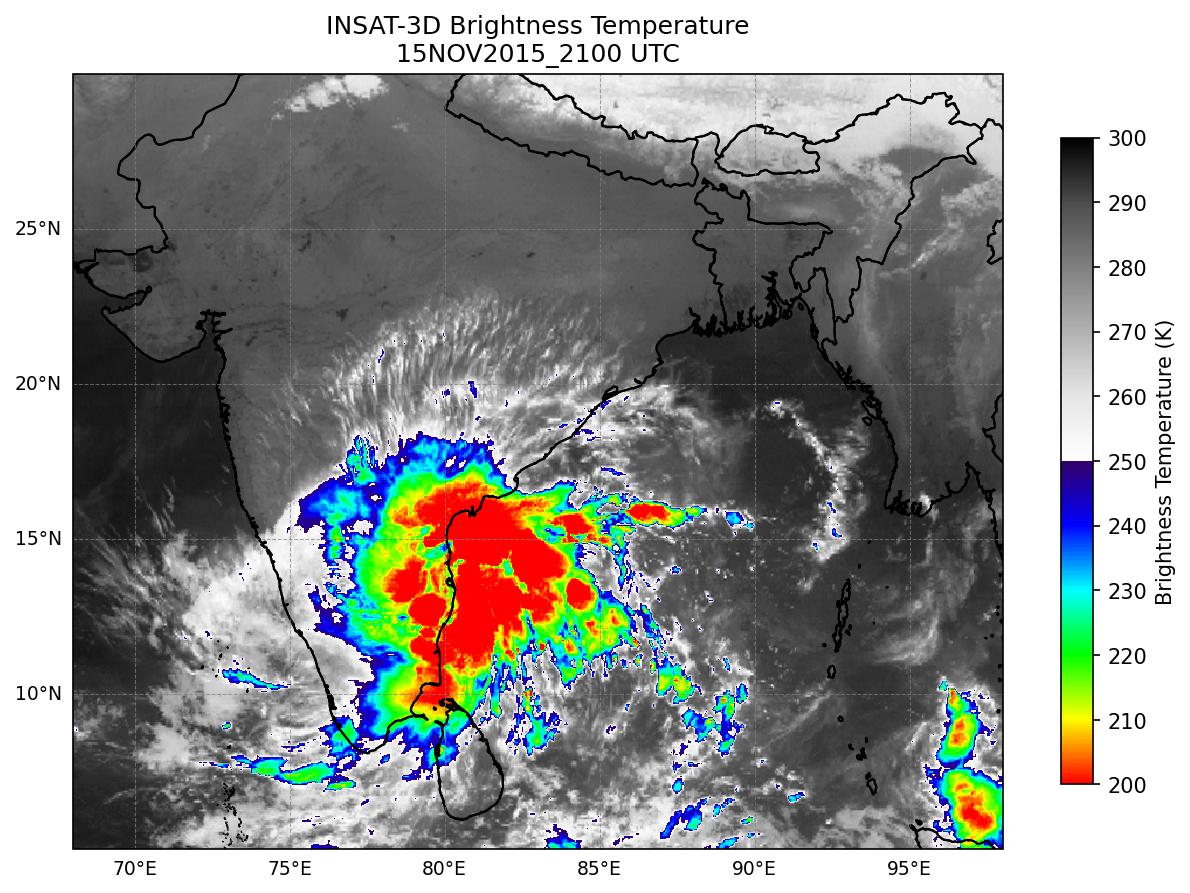 INSAT-3D Brightness Temperature
15NOV2015_2100 UTC
25°N
20°N
15°N
10°N
70°E
75°E
80°E
85°E
90°E
95°E
300
290
280
270
260
250
240
230
220
210
200
Brightness Temperature (K)